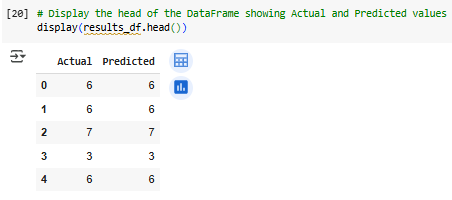 [20] # Display the head of the DataFrame showing Actual and Predicted values
display(results_df.head())
Actual Predicted
0 6 6
1 6 6
2 7 7
3 3 3
4 6 6